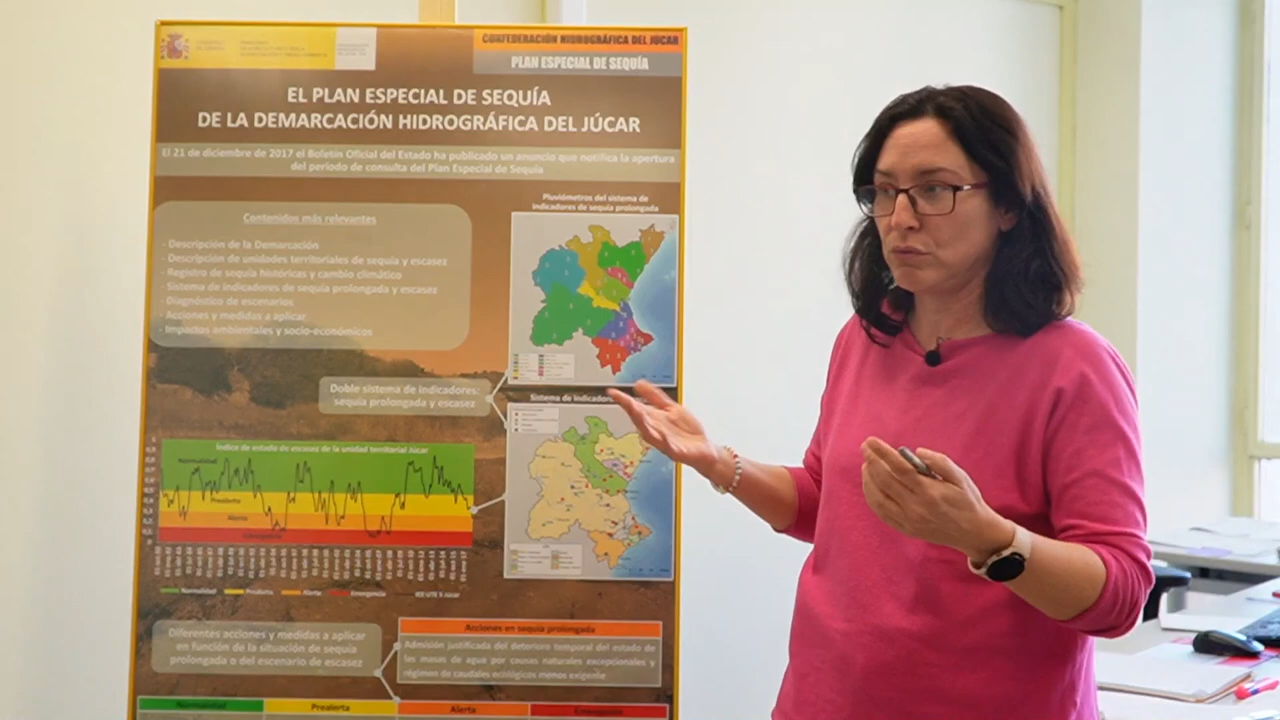 CONFEDERACIÓN HIDROGRÁFICA DEL JÚCAR
PLAN ESPECIAL DE SEQUÍA
EL PLAN ESPECIAL DE SEQUÍA
DE LA DEMARCACIÓN HIDROGRÁFICA DEL JÚCAR
El 21 de diciembre de 2017 el Boletín Oficial del Estado ha publicado un anuncio que notifica la apertura
del periodo de consulta del Plan Especial de Sequía
Contenidos más relevantes
- Descripción de la Demarcación
- Descripción de unidades territoriales de sequía y escasez
- Registro de sequía históricas y cambio climático
- Sistema de indicadores de sequía prolongada y escasez
- Diagnóstico de escenarios
- Acciones y medidas a aplicar
- Impactos ambientales y socio-económicos
Pluviómetros del sistema de
indicadores de sequía prolongada
Doble sistema de indicadores:
sequía prolongada y escasez
Sistema de indicadores
Índice de estado de escasez de la unidad territorial Júcar
Normalidad
Prealerta
Alerta
Emergencia
Normalidad Prealerta Alerta Emergencia
Diferentes acciones y medidas a aplicar
en función de la situación de sequía
prolongada o del escenario de escasez
Acciones en sequía prolongada
Admisión justificada del deterioro temporal del estado de
las masas de agua por causas naturales excepcionales y
régimen de caudales ecológicos menos exigente
Normalidad Prealerta Alerta Emergencia